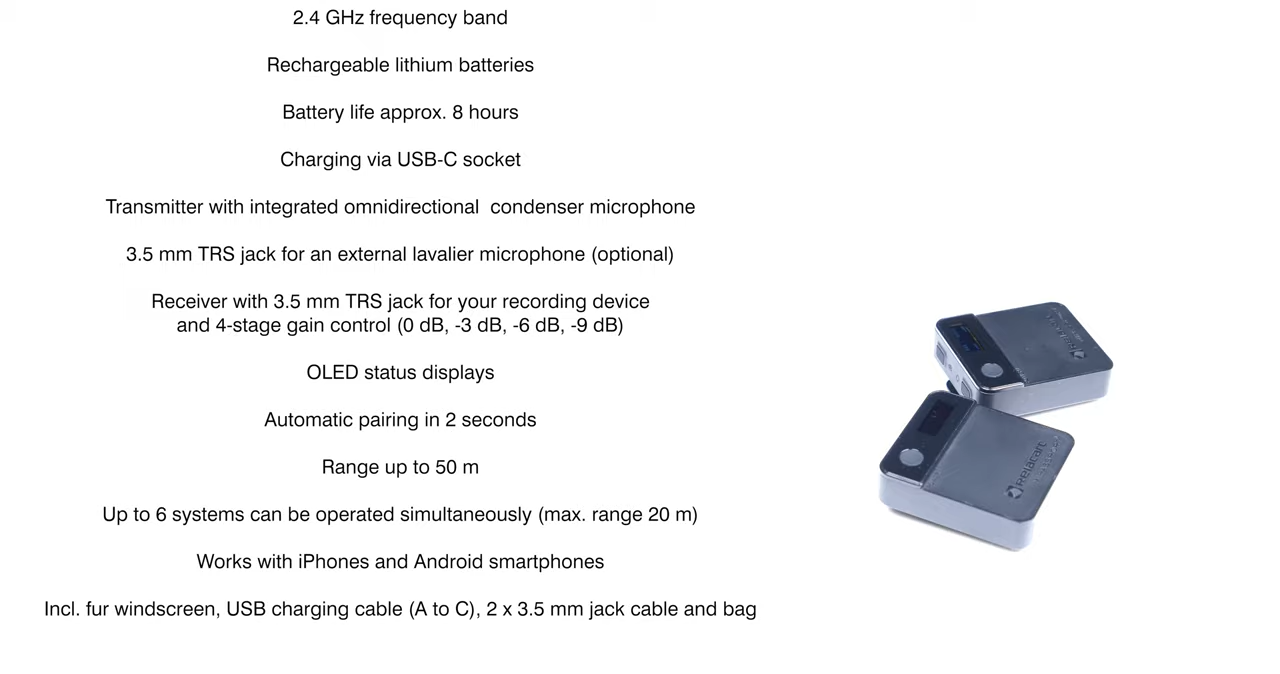 2.4 GHz frequency band
Rechargeable lithium batteries
Battery life approx. 8 hours
Charging via USB-C socket
Transmitter with integrated omnidirectional  condenser microphone
3.5 mm TRS jack for an external lavalier microphone (optional)
Receiver with 3.5 mm TRS jack for your recording device
and 4-stage gain control (0 dB, -3 dB, -6 dB, -9 dB)
OLED status displays
Automatic pairing in 2 seconds
Range up to 50 m
Up to 6 systems can be operated simultaneously (max. range 20 m)
Works with iPhones and Android smartphones
Incl. fur windscreen, USB charging cable (A to C), 2 x 3.5 mm jack cable and bag
Relacart